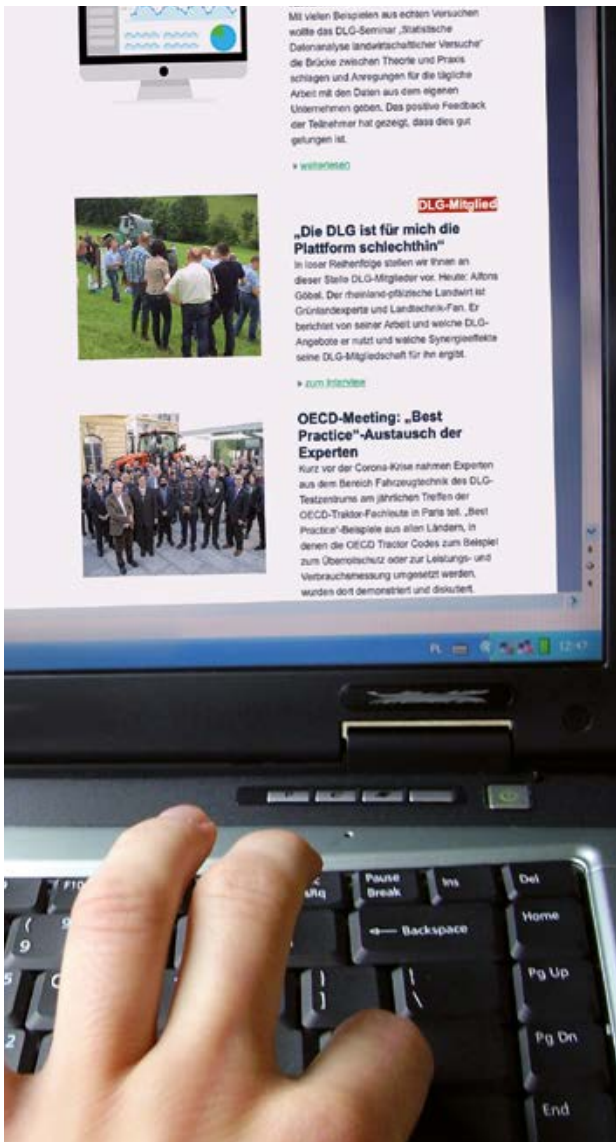 Mit vielen Beispielen aus echten Versuchen
wollte das DLG-Seminar „Statistische
Datenanalyse landwirtschaftlicher Versuche“
die Brücke zwischen Theorie und Praxis
schlagen und Anregungen für die tägliche
Arbeit mit den Daten aus dem eigenen
Unternehmen geben. Das positive Feedback
der Teilnehmer hat gezeigt, dass dies gut
gelungen ist.
» weiterlesen
DLG-Mitglied
„Die DLG ist für mich die
Plattform schlechthin“
In loser Reihenfolge stellen wir Ihnen an
dieser Stelle DLG-Mitglieder vor. Heute: Alfons
Göbel. Der rheinland-pfälzische Landwirt ist
Grünlandexperte und Landtechnik-Fan. Er
berichtet von seiner Arbeit und welche DLG-
Angebote er nutzt und welche Synergieeffekte
seine DLG-Mitgliedschaft für ihn ergibt.
» zum Interview
OECD-Meeting: „Best
Practice“-Austausch der
Experten
Kurz vor der Corona-Krise nahmen Experten
aus dem Bereich Fahrzeugtechnik des DLG-
Testzentrums am jährlichen Treffen der
OECD-Traktor-Fachleute in Paris teil. „Best
Practice“-Beispiele aus allen Ländern, in
denen die OECD Tractor Codes zum Beispiel
zum Überrollschutz oder zur Leistungs- und
Verbrauchsmessung umgesetzt werden,
wurden dort demonstriert und diskutiert.
PL 12:47
P
F10 Pause Ins Del
Break
( 9 Backspace Home
} ] | \ Pg Up
Pg Dn
End